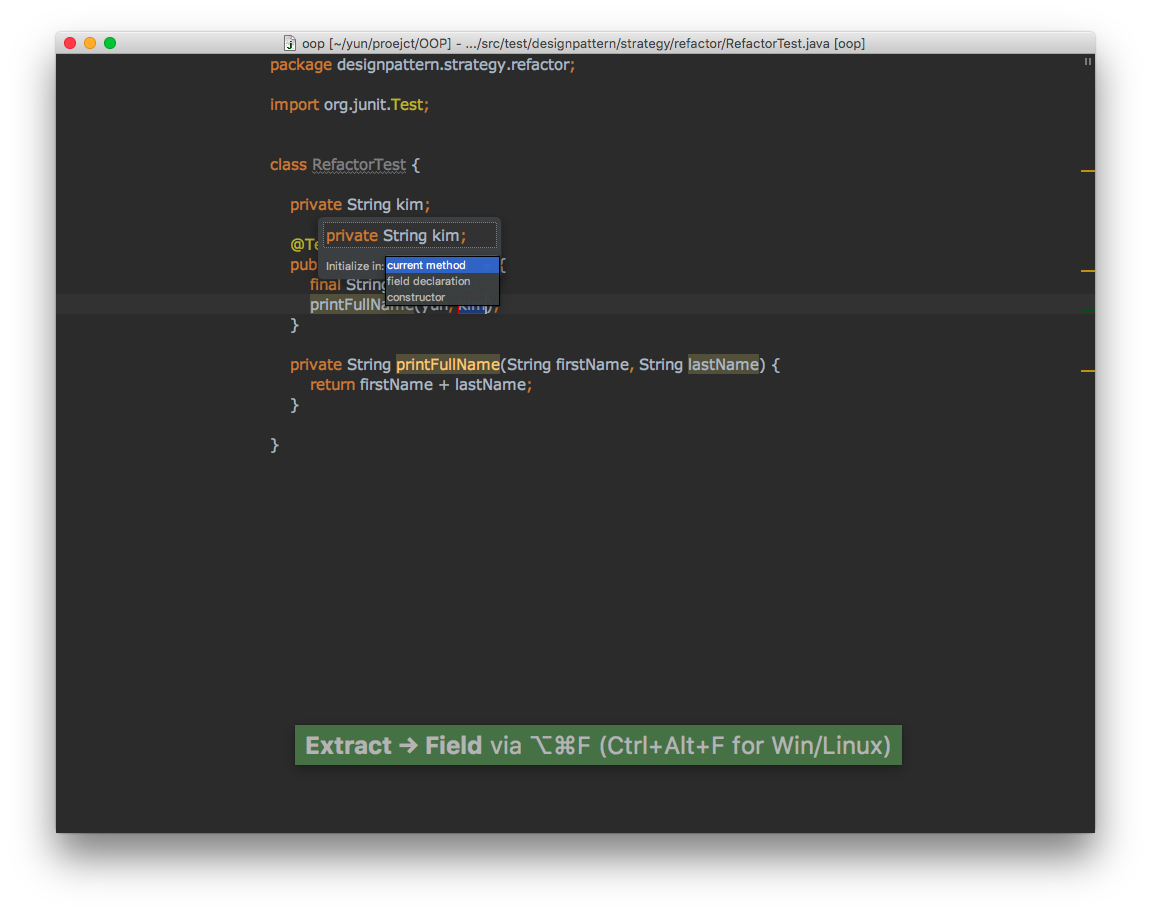 oop [~/yun/proejct/OOP] - .../src/test/designpattern/strategy/refactor/RefactorTest.java [oop]
package designpattern.strategy.refactor;
import org.junit.Test;
class RefactorTest {
private String kim;
private String kim;
@Te
pub {
Initialize in: current method
final String
field declaration
constructor
printFullName(yun, kim);
}
private String printFullName(String firstName, String lastName) {
return firstName + lastName;
}
}
Extract → Field via ⌥⌘F (Ctrl+Alt+F for Win/Linux)